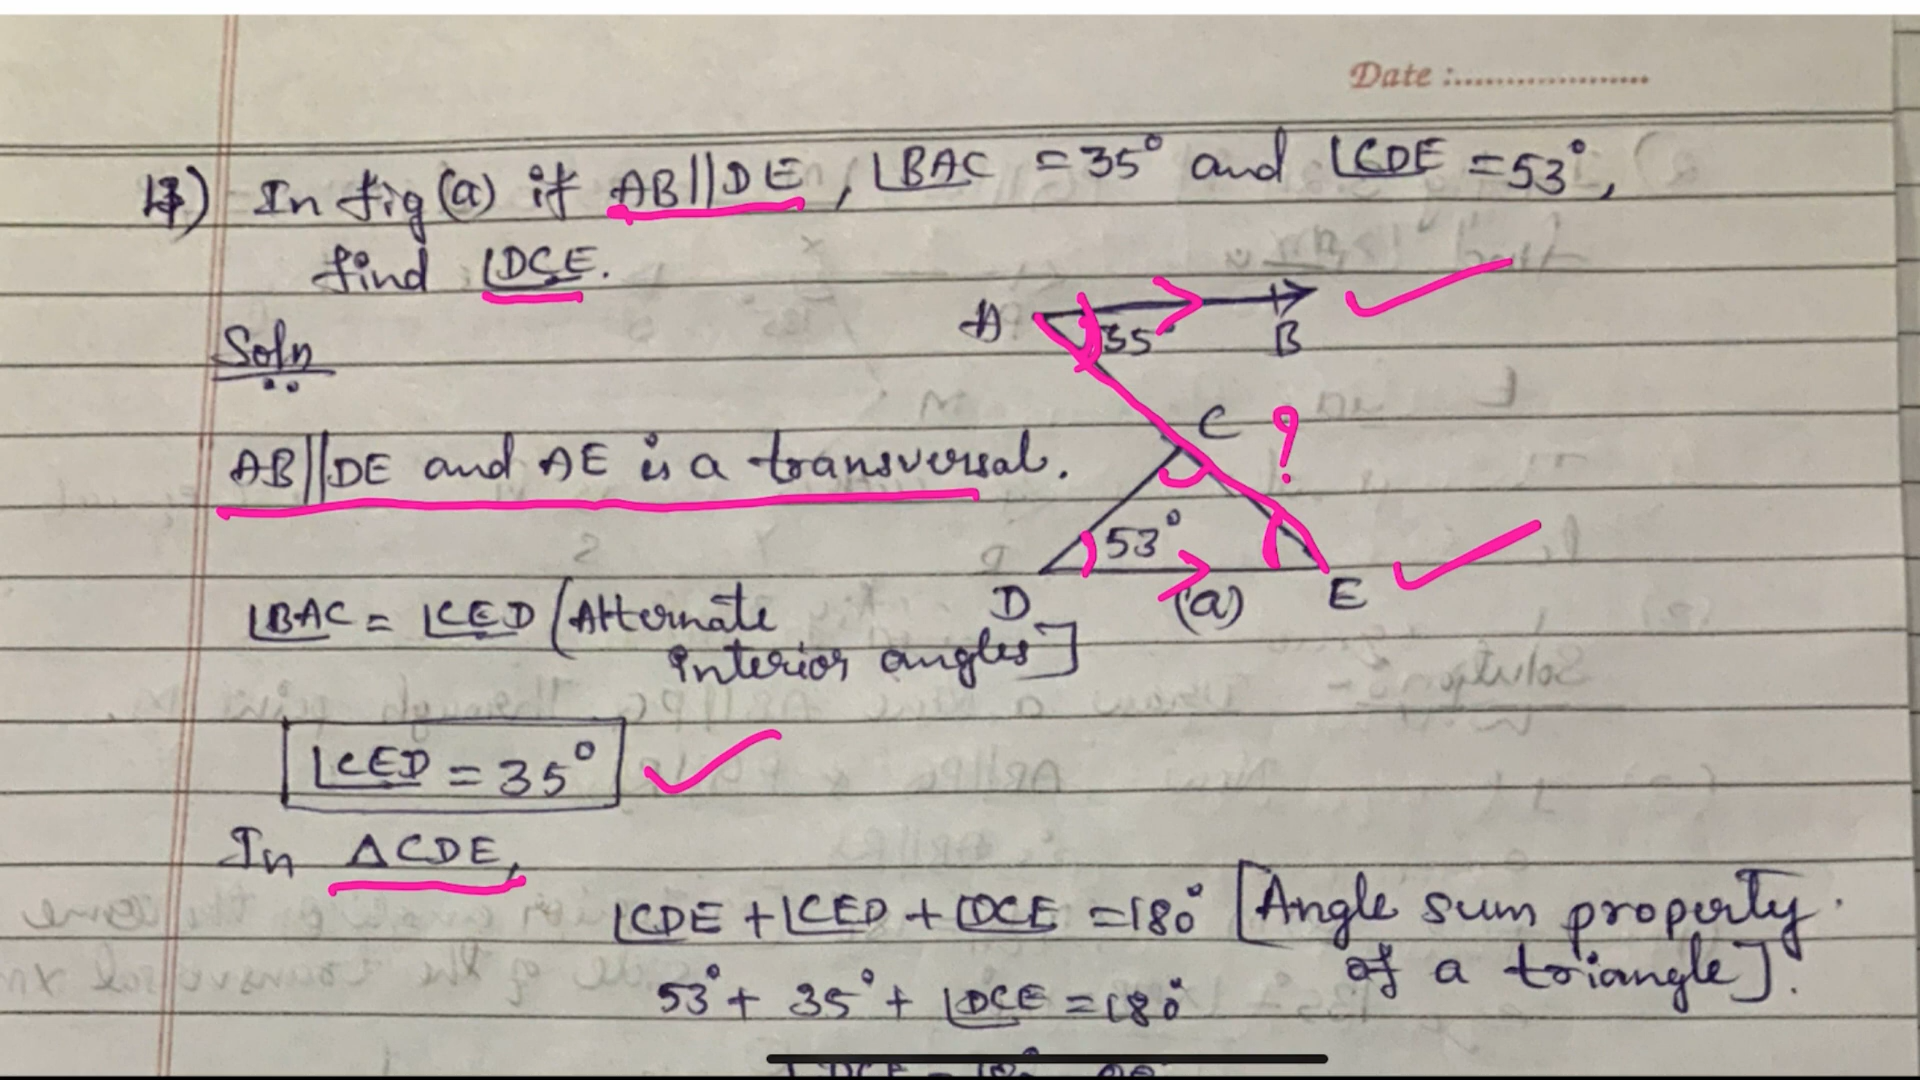 Date :....................
In fig (a) if AB||DE, ∠BAC = 35° and ∠CDE = 53°,
find ∠DCE.
Soln
A
35°
B
C
?
AB||DE and AE is a transversal.
53°
D
(a)
E
∠BAC = ∠CED [Alternate
interior angles]
∠CED = 35°
In ΔCDE,
∠CDE + ∠CED + ∠DCE = 180° [Angle sum property
of a triangle].
53° + 35° + ∠DCE = 180°